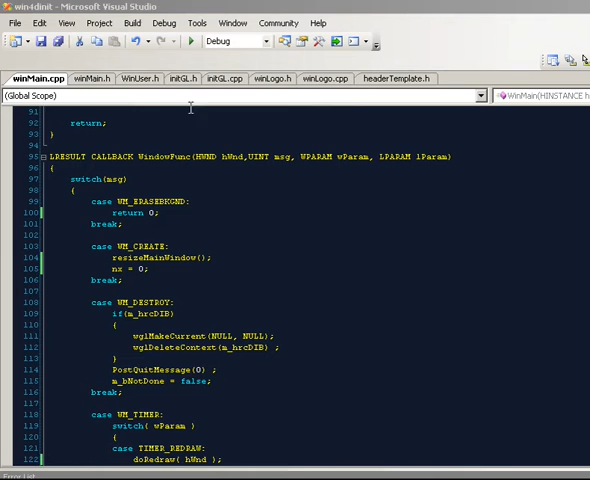 win4dinit - Microsoft Visual Studio
File Edit View Project Build Debug Tools Window Community Help
Debug
winMain.cpp winMain.h WinUser.h initGL.h initGL.cpp winLogo.h winLogo.cpp headerTemplate.h
(Global Scope) WinMain(HINSTANCE h
91
92 return;
93 }
94
95 LRESULT CALLBACK WindowFunc(HWND hWnd,UINT msg, WPARAM wParam, LPARAM lParam)
96 {
97 switch(msg)
98 {
99 case WM_ERASEBKGND:
100 return 0;
101 break;
102
103 case WM_CREATE:
104 resizeMainWindow();
105 nx = 0;
106 break;
107
108 case WM_DESTROY:
109 if(m_hrcDIB)
110 {
111 wglMakeCurrent(NULL, NULL);
112 wglDeleteContext(m_hrcDIB) ;
113 }
114 PostQuitMessage(0) ;
115 m_bNotDone = false;
116 break;
117
118 case WM_TIMER:
119 switch( wParam )
120 {
121 case TIMER_REDRAW:
122 doRedraw( hWnd );
Error List